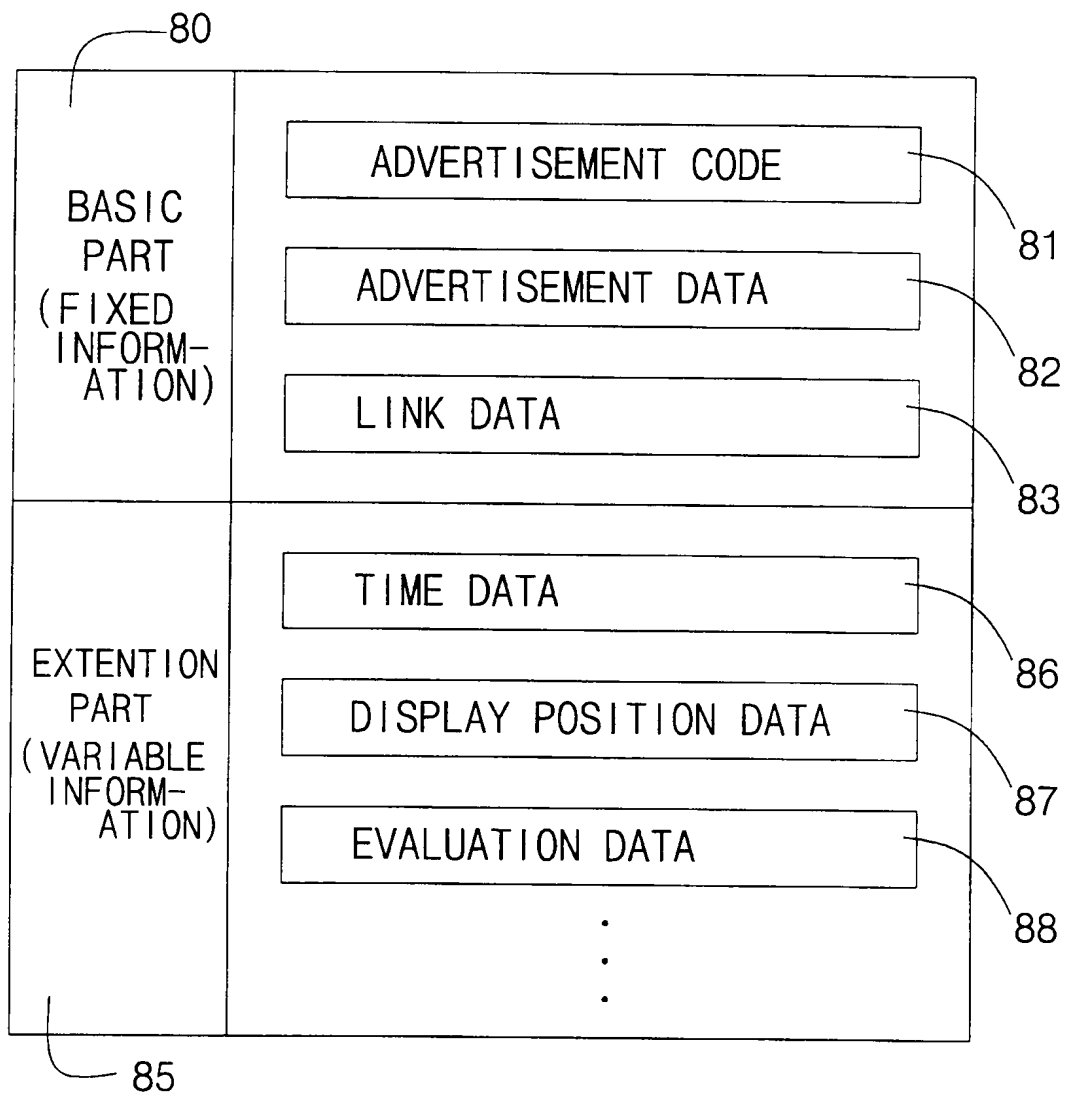 80
BASIC
PART
(FIXED
INFORM-
ATION)
ADVERTISEMENT CODE
81
ADVERTISEMENT DATA
82
LINK DATA
83
EXTENTION
PART
(VARIABLE
INFORM-
ATION)
TIME DATA
86
DISPLAY POSITION DATA
87
EVALUATION DATA
88
85